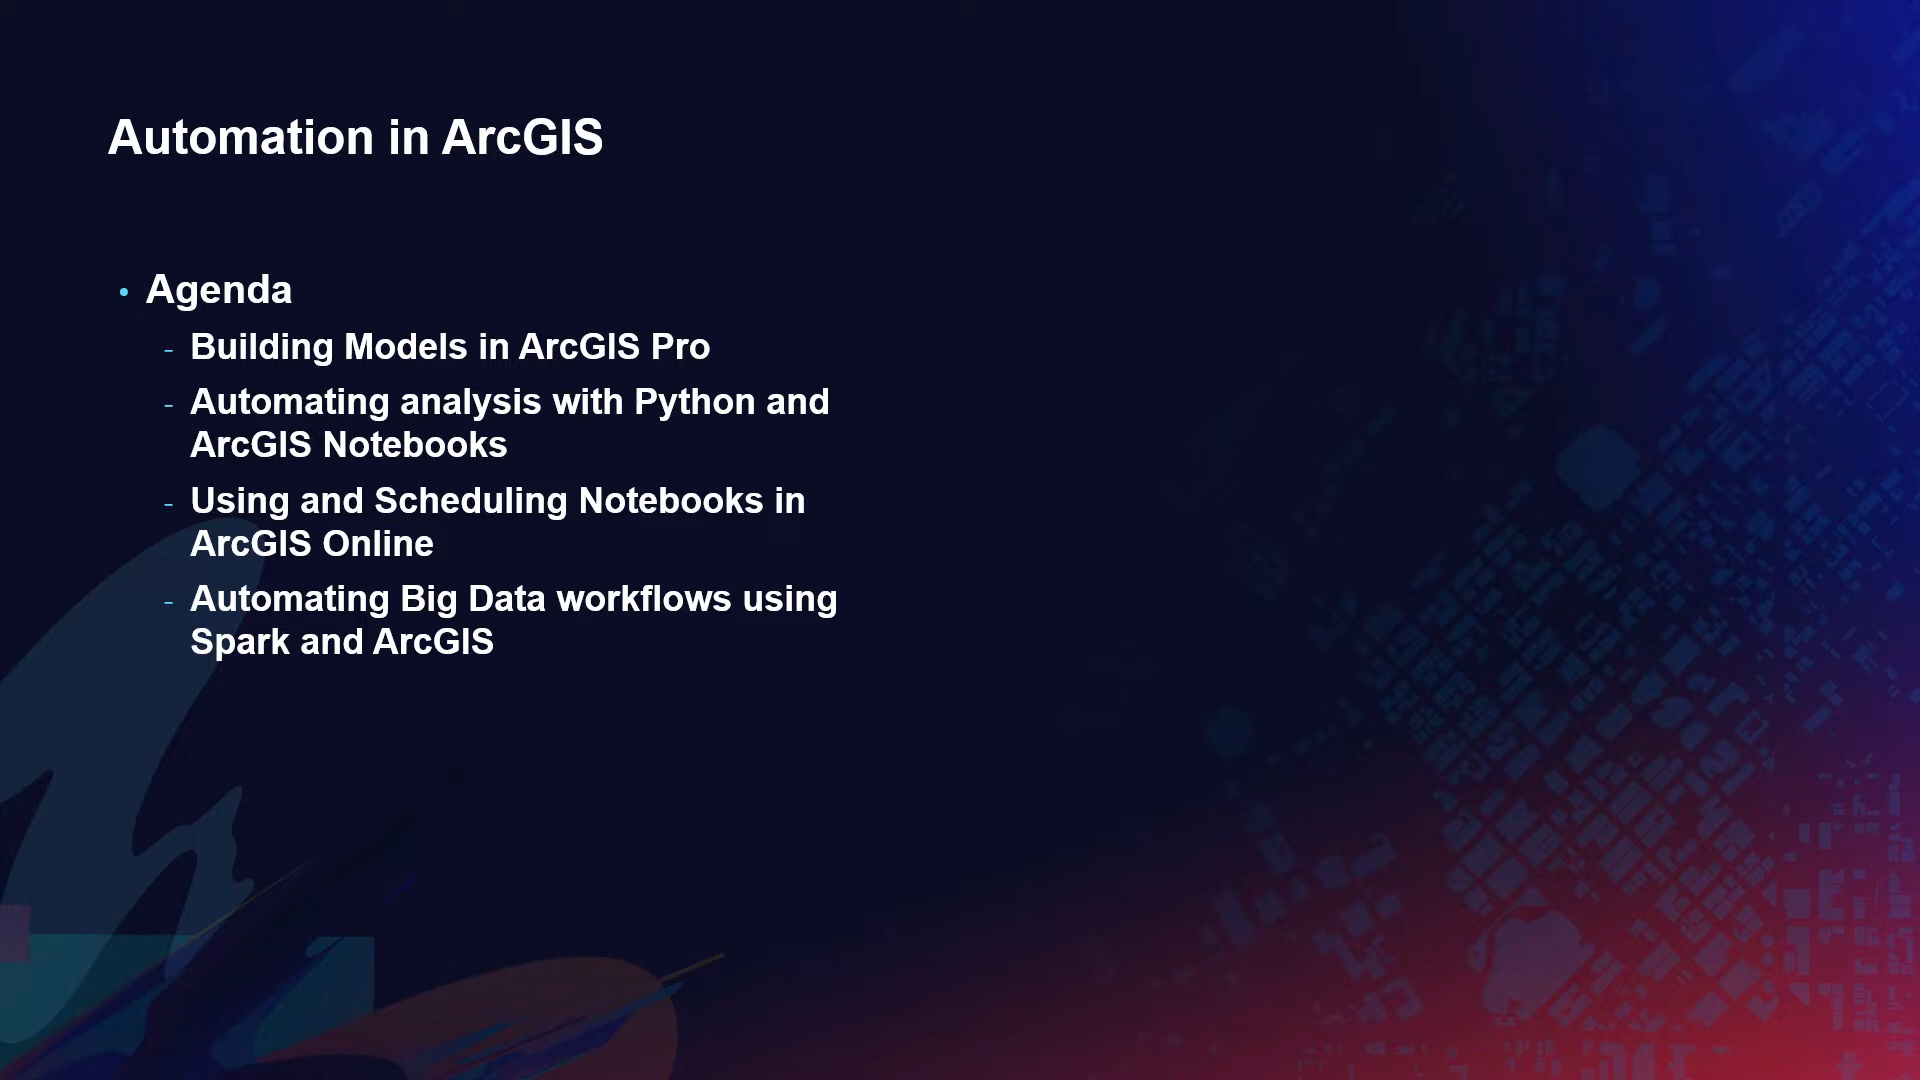 Automation in ArcGIS
• Agenda
- Building Models in ArcGIS Pro
- Automating analysis with Python and
ArcGIS Notebooks
- Using and Scheduling Notebooks in
ArcGIS Online
- Automating Big Data workflows using
Spark and ArcGIS